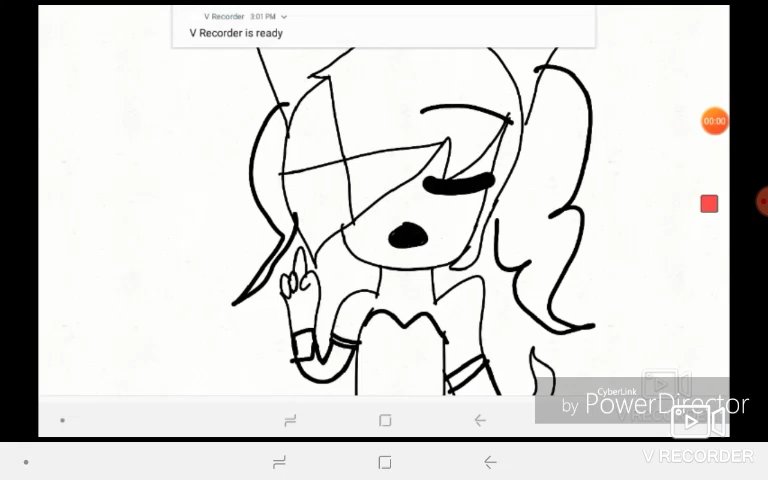 V Recorder 3:01 PM
V Recorder is ready
00:00
CyberLink
by PowerDirector
V RECORDER